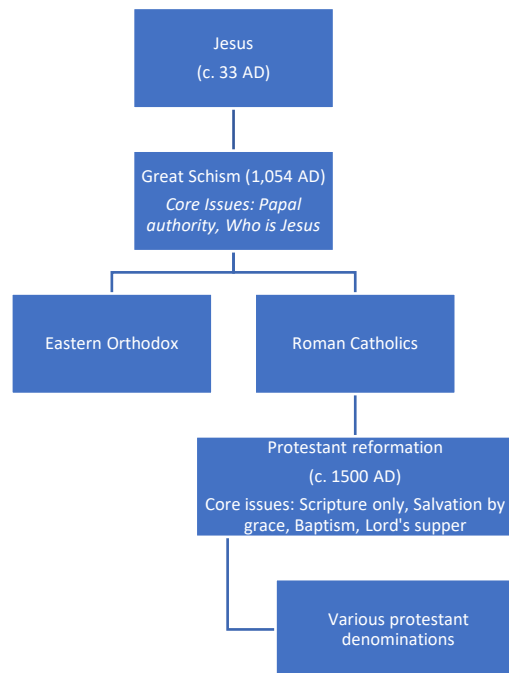 Jesus
(c. 33 AD)
Great Schism (1,054 AD)
Core Issues: Papal
authority, Who is Jesus
Eastern Orthodox
Roman Catholics
Protestant reformation
(c. 1500 AD)
Core issues: Scripture only, Salvation by
grace, Baptism, Lord's supper
Various protestant
denominations